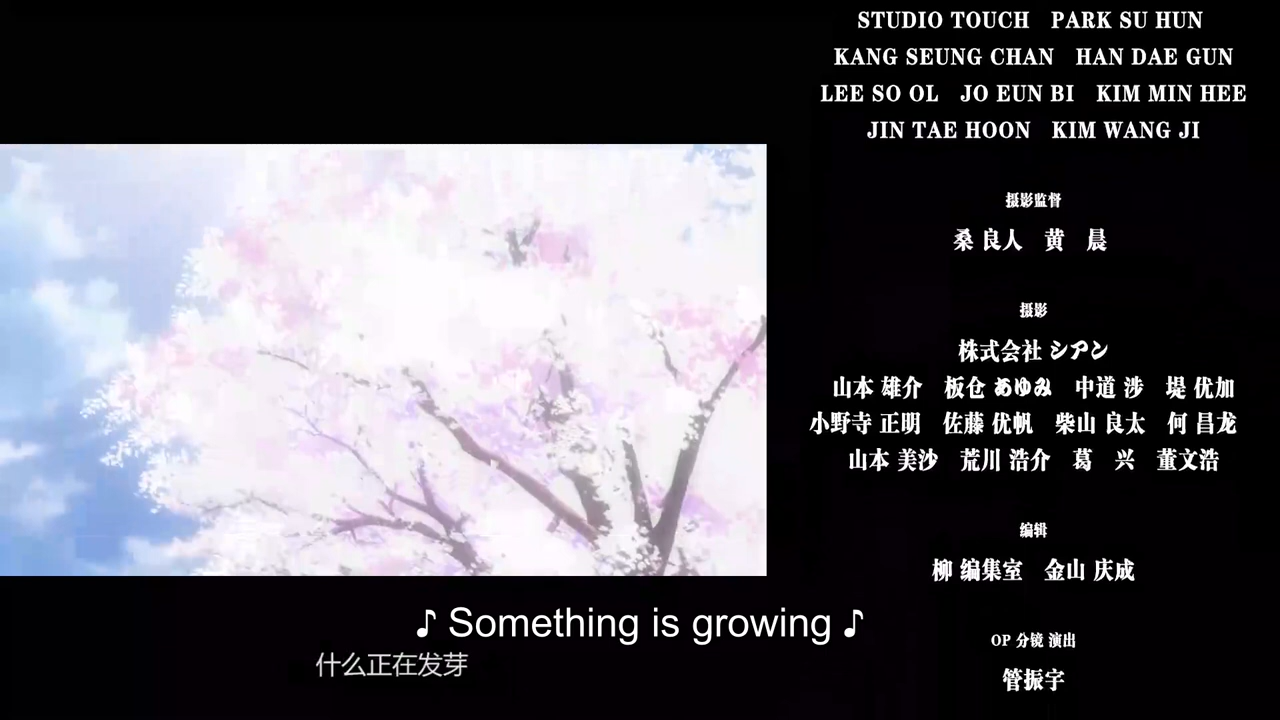 STUDIO TOUCH PARK SU HUN
KANG SEUNG CHAN HAN DAE GUN
LEE SO OL JO EUN BI KIM MIN HEE
JIN TAE HOON KIM WANG JI
摄影监督
桑 良人 黄 晨
摄影
株式会社 シアン
山本 雄介 板仓 あゆみ 中道 涉 堤 优加
小野寺 正明 佐藤 优帆 柴山 良太 何 昌龙
山本 美沙 荒川 浩介 葛 兴 董文浩
编辑
柳 编集室 金山 庆成
OP 分镜 演出
管振宇
♪ Something is growing ♪
什么正在发芽